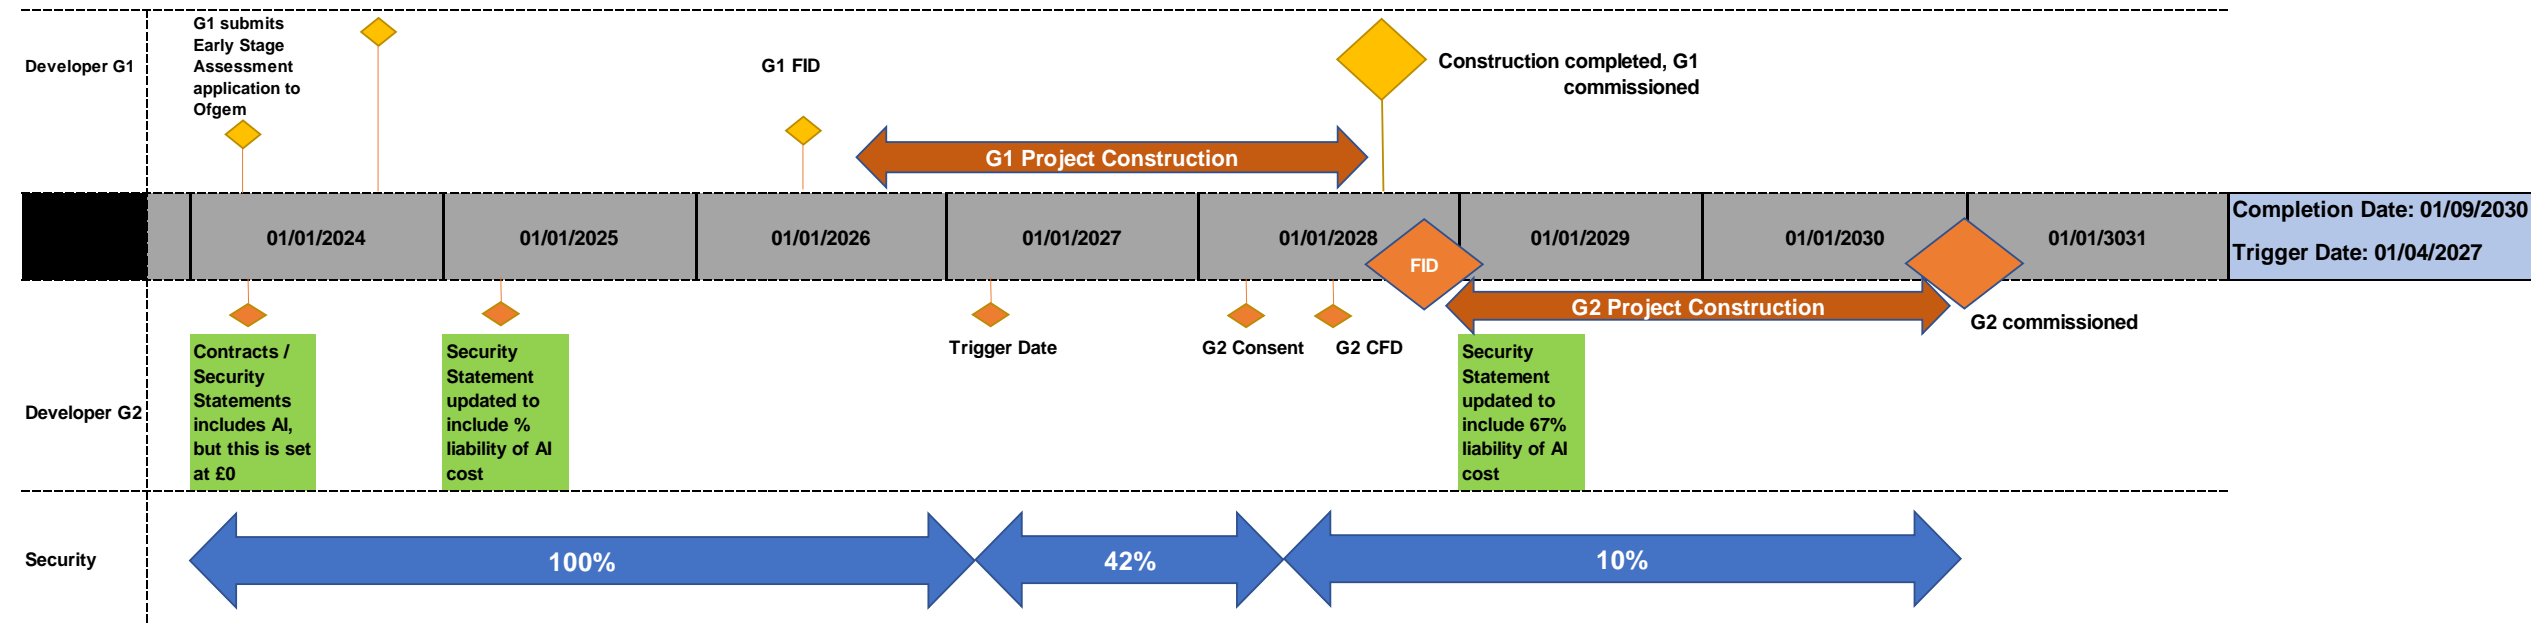 G1 submits
Early Stage
Assessment
application to
Ofgem
Developer G1
G1 FID
Construction completed, G1
commissioned
G1 Project Construction
01/01/2024
01/01/2025
01/01/2026
01/01/2027
01/01/2028
01/01/2029
01/01/2030
01/01/3031
Completion Date: 01/09/2030
Trigger Date: 01/04/2027
FID
G2 Project Construction
G2 commissioned
Trigger Date
G2 Consent
G2 CFD
Developer G2
Contracts /
Security
Statements
includes AI,
but this is set
at £0
Security
Statement
updated to
include %
liability of AI
cost
Security
Statement
updated to
include 67%
liability of AI
cost
Security
100%
42%
10%